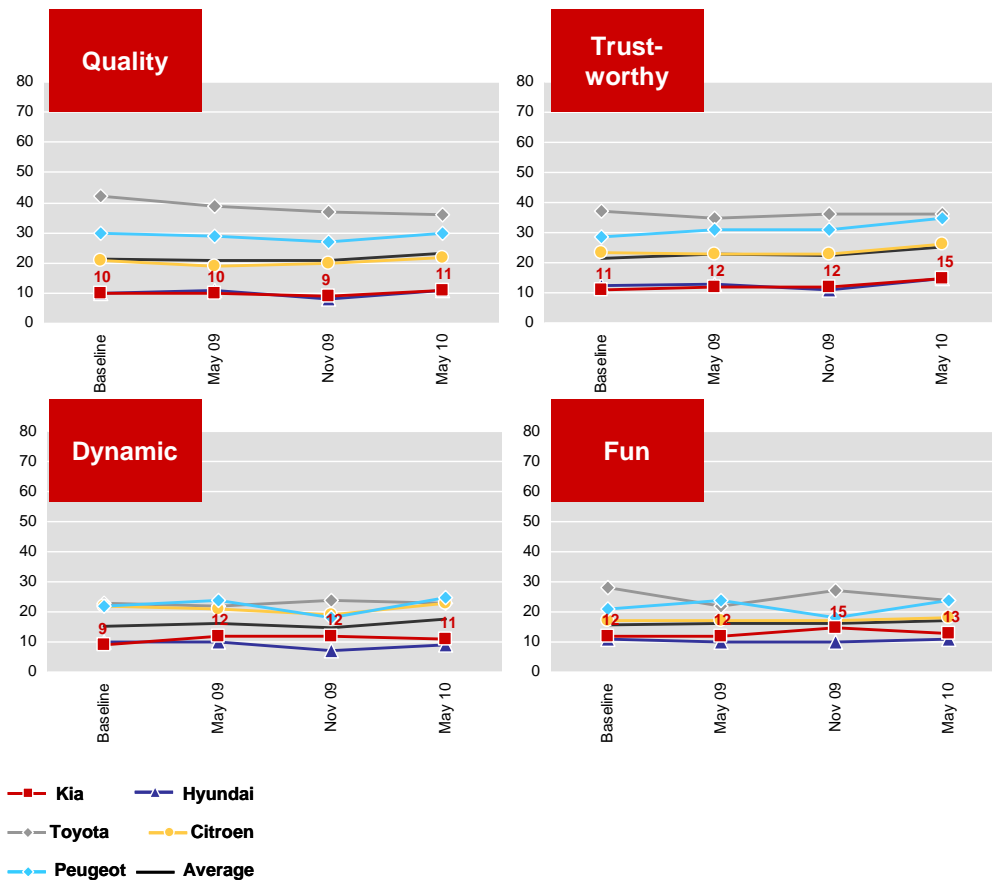 Quality
80
70
60
50
40
30
20
10
0
10
10
9
11
Baseline
May 09
Nov 09
May 10
Trust-
worthy
80
70
60
50
40
30
20
10
0
11
12
12
15
Baseline
May 09
Nov 09
May 10
Dynamic
80
70
60
50
40
30
20
10
0
9
12
12
11
Baseline
May 09
Nov 09
May 10
Fun
80
70
60
50
40
30
20
10
0
12
12
15
13
Baseline
May 09
Nov 09
May 10
Kia
Hyundai
Toyota
Citroen
Peugeot
Average